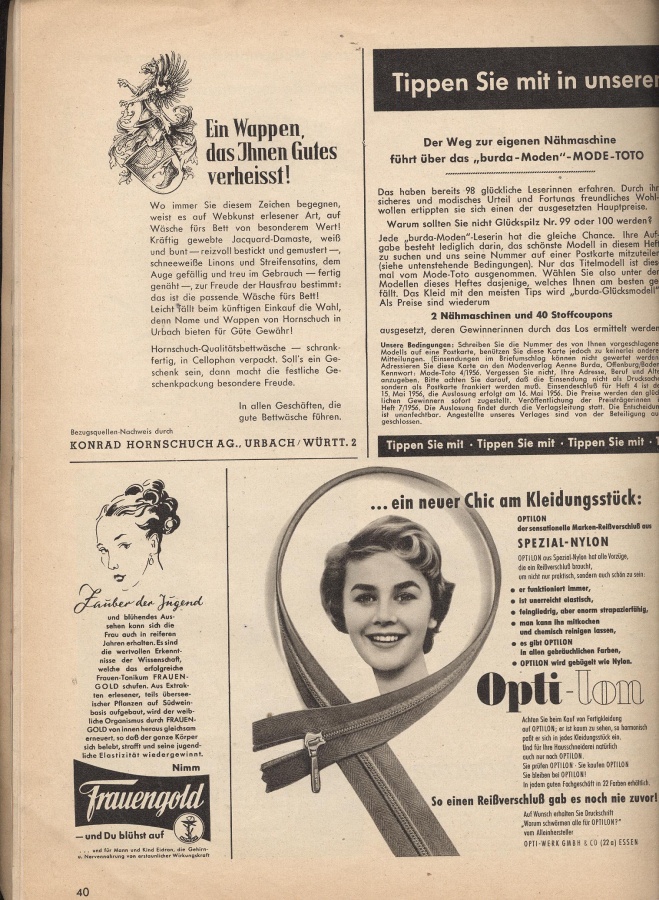 Ein Wappen,
das Ihnen Gutes
verheisst!
Wo immer Sie diesem Zeichen begegnen,
weist es auf Webkunst erlesener Art, auf
Wäsche fürs Bett von besonderem Wert!
Kräftig gewebte Jacquard-Damaste, weiß
und bunt — reizvoll bestickt und gemustert —,
schneeweiße Linons und Streifensatins, dem
Auge gefällig und treu im Gebrauch — fertig
genäht —, zur Freude der Hausfrau bestimmt:
das ist die passende Wäsche fürs Bett!
Leicht fällt beim künftigen Einkauf die Wahl,
denn Name und Wappen von Hornschuch in
Urbach bieten für Güte Gewähr!
Hornschuch-Qualitätsbettwäsche — schrank-
fertig, in Cellophon verpackt. Soll's ein Ge-
schenk sein, dann macht die festliche Ge-
schenkpackung besondere Freude.
In allen Geschäften, die
gute Bettwäsche führen.
Bezugsquellen-Nachweis durch
KONRAD HORNSCHUCH AG., URBACH/WÜRTT. 2
Tippen Sie mit in unserer
Der Weg zur eigenen Nähmaschine
führt über das „burda-Moden"-MODE-TOTO
Das haben bereits 98 glückliche Leserinnen erfahren. Durch ihr
sicheres und modisches Urteil und Fortunas freundliches Wohl-
wollen ertippten sie sich einen der ausgesetzten Hauptpreise.
Warum sollten Sie nicht Glückspilz Nr. 99 oder 100 werden?
Jede „burda-Moden"-Leserin hat die gleiche Chance. Ihre Auf-
gabe besteht lediglich darin, das schönste Modell in diesem Heft
zu suchen und uns seine Nummer auf einer Postkarte mitzuteilen
(siehe untenstehende Bedingungen). Nur das Titelmodell ist dies
mal vom Mode-Toto ausgenommen. Wählen Sie also unter den
Modellen dieses Heftes dasjenige, welches Ihnen am besten ge
fällt. Das Kleid mit den meisten Tips wird „burda-Glücksmodell"
Als Preise sind wiederum
2 Nähmaschinen und 40 Stoffcoupons
ausgesetzt, deren Gewinnerinnen durch das Los ermittelt werden
Unsere Bedingungen: Schreiben Sie die Nummer des von Ihnen vorgeschlagenen
Modells auf eine Postkarte, benützen Sie diese Karte jedoch zu keinerlei anderen
Mitteilungen. (Einsendungen im Briefumschlag können nicht gewertet werden
Adressieren Sie diese Karte an den Modenverlag Aenne Burda, Offenburg/Baden
Kennwort: Mode-Toto 4/1956. Vergessen Sie nicht, Ihre Adresse, Beruf und Alte
anzugeben. Bitte achten Sie darauf, daß die Einsendung nicht als Drucksache
sondern als Postkarte frankiert werden muß. Einsendeschluß für Heft 4 ist de
15. Mai 1956, die Auslosung erfolgt am 16. Mai 1956. Die Preise werden den glück
lichen Gewinnern sofort zugestellt. Veröffentlichung der Preisträgerinnen i
Heft 7/1956. Die Auslosung findet durch die Verlagsleitung statt. Die Entscheidun
ist unanfechtbar. Angestellte unseres Verlages sind von der Beteiligung au
geschlossen.
Tippen Sie mit · Tippen Sie mit · Tippen Sie mit ·
Zauber der Jugend
und blühendes Aus-
sehen kann sich die
Frau auch in reiferen
Jahren erhalten. Es sind
die wertvollen Erkennt-
nisse der Wissenschaft,
welche das erfolgreiche
Frauen-Tonikum FRAUEN-
GOLD schufen. Aus Extrak-
ten erlesener, teils übersee-
ischer Pflanzen auf Südwein-
basis aufgebaut, wird der weib-
liche Organismus durch FRAUEN-
GOLD von innen heraus gleichsam
erneuert, so daß der ganze Körper
sich belebt, strafft und seine jugend-
liche Elastizität wiedergewinnt.
Nimm
Frauengold
— und Du blühst auf
. . . und für Mann und Kind Eidran, die Gehirn-
u. Nervennahrung von erstaunlicher Wirkungskraft
... ein neuer Chic am Kleidungsstück:
OPTILON
der sensationelle Marken-Reißverschluß aus
SPEZIAL-NYLON
OPTILON aus Spezial-Nylon hat alle Vorzüge,
die ein Reißverschluß braucht,
um nicht nur praktisch, sondern auch schön zu sein:
• er funktioniert immer,
• ist unerreicht elastisch,
• feingliedrig, aber enorm strapazierfähig,
• man kann ihn mitkochen
und chemisch reinigen lassen,
• es gibt OPTILON
in allen gebräuchlichen Farben,
• OPTILON wird gebügelt wie Nylon.
Opti-lon
Achten Sie beim Kauf von Fertigkleidung
auf OPTILON; er ist kaum zu sehen, so harmonisch
paßt er sich in jedes Kleidungsstück ein.
Und für Ihre Hausschneiderei natürlich
auch nur noch OPTILON.
Sie prüfen OPTILON · Sie kaufen OPTILON
Sie bleiben bei OPTILON!
In jedem guten Fachgeschäft in 22 Farben erhältlich.
So einen Reißverschluß gab es noch nie zuvor!
Auf Wunsch erhalten Sie Druckschrift
„Warum schwärmen alle für OPTILON?"
vom Alleinhersteller
OPTI-WERK GMBH & CO (22a) ESSEN
40